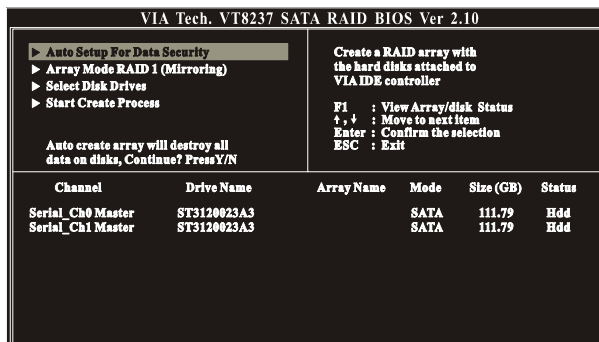 VIA Tech. VT8237 SATA RAID BIOS Ver 2.10
Auto Setup For Data Security
Array Mode RAID 1 (Mirroring)
Select Disk Drives
Start Create Process
Auto create array will destroy all
data on disks, Continue? PressY/N
Create a RAID array with
the hard disks attached to
VIA IDE controller
F1 : View Array/disk Status
↑ , ↓ : Move to next item
Enter : Confirm the selection
ESC : Exit
Channel Drive Name Array Name Mode Size (GB) Status
Serial_Ch0 Master ST3120023A3 SATA 111.79 Hdd
Serial_Ch1 Master ST3120023A3 SATA 111.79 Hdd